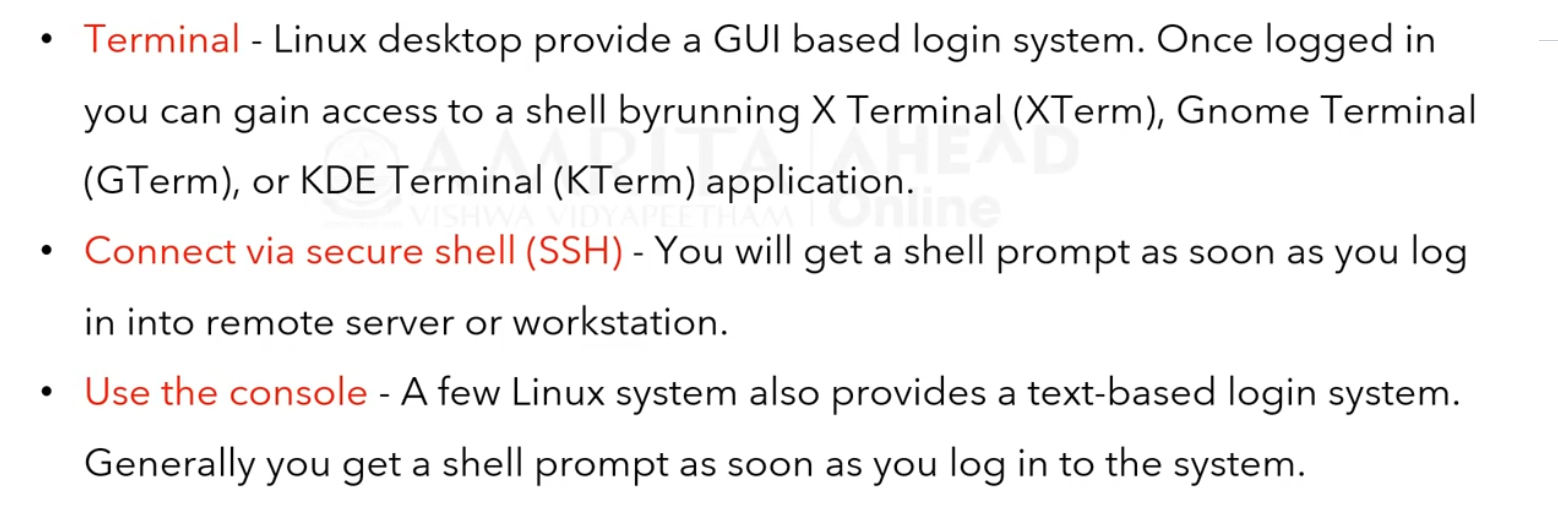 • Terminal - Linux desktop provide a GUI based login system. Once logged in
you can gain access to a shell byrunning X Terminal (XTerm), Gnome Terminal
(GTerm), or KDE Terminal (KTerm) application.
AMRITA AHEAD
VISHWA VIDYAPEETHAM Online
• Connect via secure shell (SSH) - You will get a shell prompt as soon as you log
in into remote server or workstation.
• Use the console - A few Linux system also provides a text-based login system.
Generally you get a shell prompt as soon as you log in to the system.